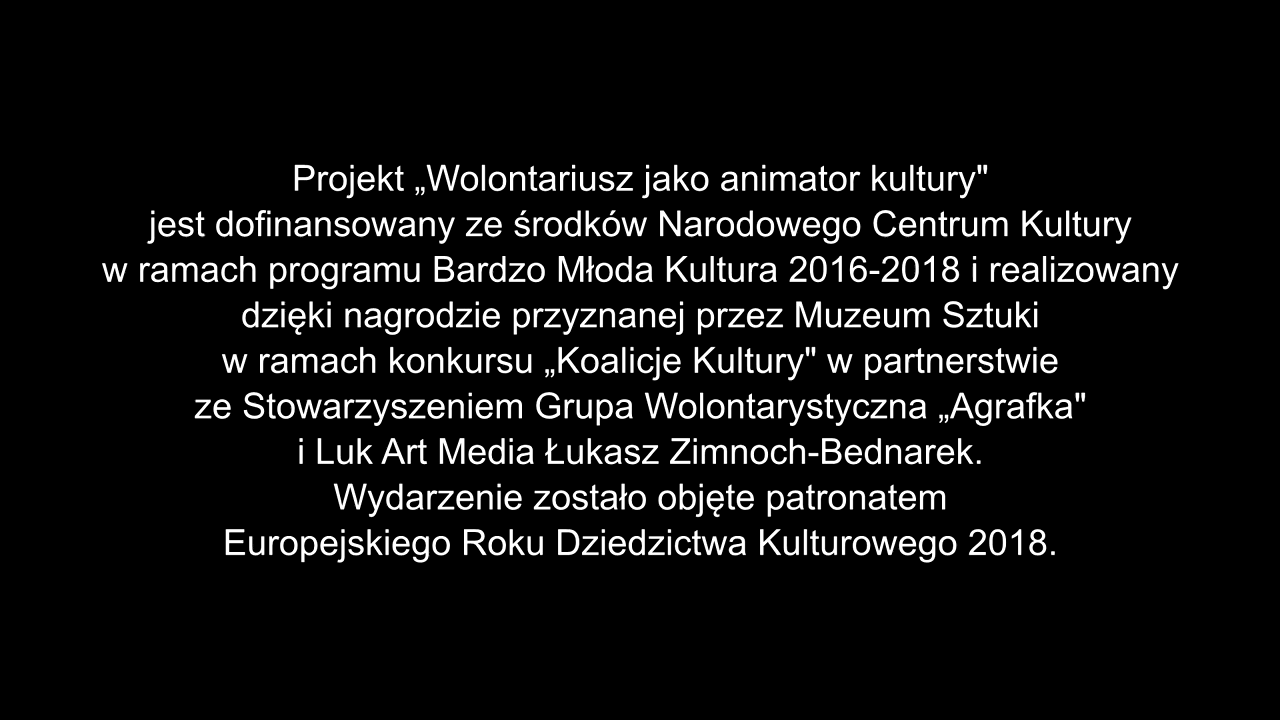 Projekt „Wolontariusz jako animator kultury"
jest dofinansowany ze środków Narodowego Centrum Kultury
w ramach programu Bardzo Młoda Kultura 2016-2018 i realizowany
dzięki nagrodzie przyznanej przez Muzeum Sztuki
w ramach konkursu „Koalicje Kultury" w partnerstwie
ze Stowarzyszeniem Grupa Wolontarystyczna „Agrafka"
i Luk Art Media Łukasz Zimnoch-Bednarek.
Wydarzenie zostało objęte patronatem
Europejskiego Roku Dziedzictwa Kulturowego 2018.